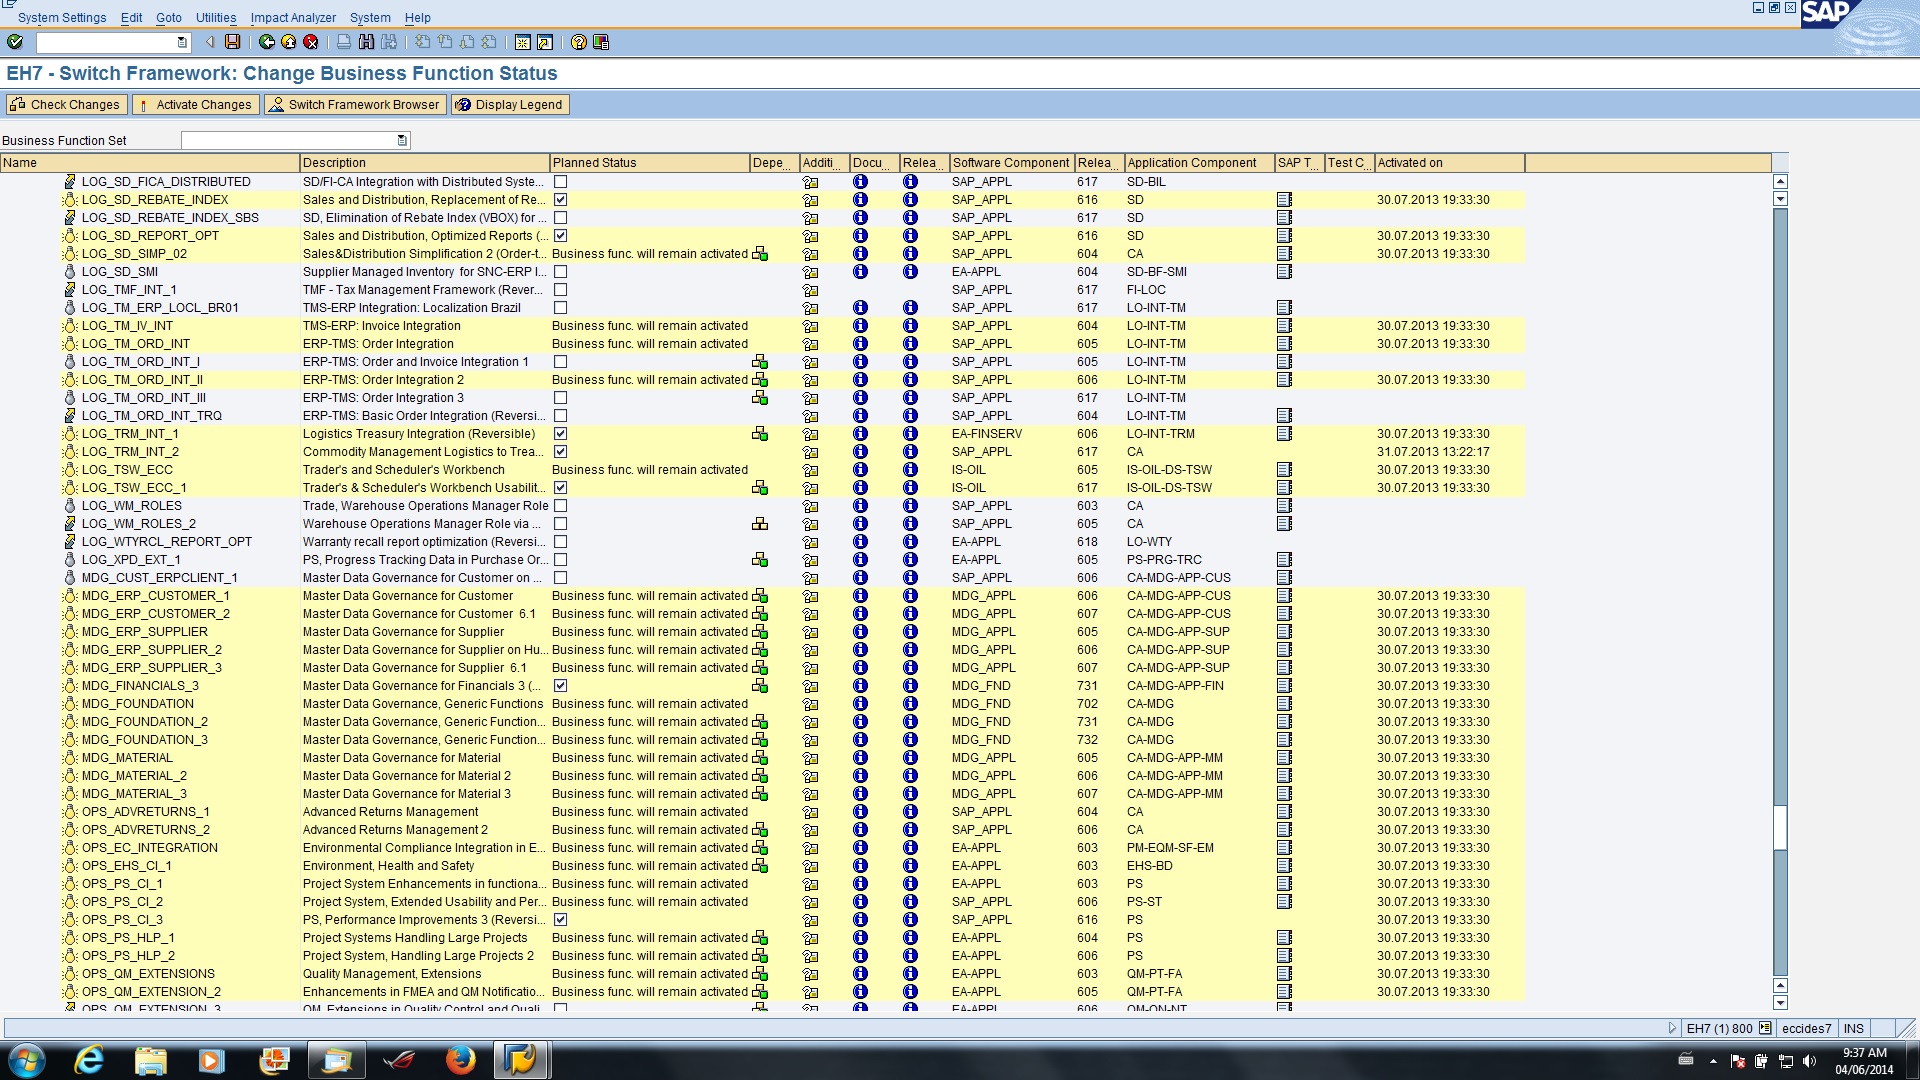 System Settings Edit Goto Utilities Impact Analyzer System Help
SAP
EH7 - Switch Framework: Change Business Function Status
Check Changes Activate Changes Switch Framework Browser Display Legend
Business Function Set
Name Description Planned Status Depe... Additi... Docu... Relea... Software Component Relea... Application Component SAP T... Test C... Activated on
LOG_SD_FICA_DISTRIBUTED SD/FI-CA Integration with Distributed Syste... SAP_APPL 617 SD-BIL
LOG_SD_REBATE_INDEX Sales and Distribution, Replacement of Re... SAP_APPL 616 SD 30.07.2013 19:33:30
LOG_SD_REBATE_INDEX_SBS SD, Elimination of Rebate Index (VBOX) for ... SAP_APPL 617 SD
LOG_SD_REPORT_OPT Sales and Distribution, Optimized Reports (... SAP_APPL 616 SD 30.07.2013 19:33:30
LOG_SD_SIMP_02 Sales&Distribution Simplification 2 (Order-t... Business func. will remain activated SAP_APPL 604 CA 30.07.2013 19:33:30
LOG_SD_SMI Supplier Managed Inventory for SNC-ERP I... EA-APPL 604 SD-BF-SMI
LOG_TMF_INT_1 TMF - Tax Management Framework (Rever... SAP_APPL 617 FI-LOC
LOG_TM_ERP_LOCL_BR01 TMS-ERP Integration: Localization Brazil SAP_APPL 617 LO-INT-TM
LOG_TM_IV_INT TMS-ERP: Invoice Integration Business func. will remain activated SAP_APPL 604 LO-INT-TM 30.07.2013 19:33:30
LOG_TM_ORD_INT ERP-TMS: Order Integration Business func. will remain activated SAP_APPL 605 LO-INT-TM 30.07.2013 19:33:30
LOG_TM_ORD_INT_I ERP-TMS: Order and Invoice Integration 1 SAP_APPL 605 LO-INT-TM
LOG_TM_ORD_INT_II ERP-TMS: Order Integration 2 Business func. will remain activated SAP_APPL 606 LO-INT-TM 30.07.2013 19:33:30
LOG_TM_ORD_INT_III ERP-TMS: Order Integration 3 SAP_APPL 617 LO-INT-TM
LOG_TM_ORD_INT_TRQ ERP-TMS: Basic Order Integration (Reversi... SAP_APPL 604 LO-INT-TM
LOG_TRM_INT_1 Logistics Treasury Integration (Reversible) EA-FINSERV 606 LO-INT-TRM 30.07.2013 19:33:30
LOG_TRM_INT_2 Commodity Management Logistics to Trea... SAP_APPL 617 CA 31.07.2013 13:22:17
LOG_TSW_ECC Trader's and Scheduler's Workbench Business func. will remain activated IS-OIL 605 IS-OIL-DS-TSW 30.07.2013 19:33:30
LOG_TSW_ECC_1 Trader's & Scheduler's Workbench Usabilit... IS-OIL 617 IS-OIL-DS-TSW 30.07.2013 19:33:30
LOG_WM_ROLES Trade, Warehouse Operations Manager Role SAP_APPL 603 CA
LOG_WM_ROLES_2 Warehouse Operations Manager Role via ... SAP_APPL 605 CA
LOG_WTYRCL_REPORT_OPT Warranty recall report optimization (Reversi... EA-APPL 618 LO-WTY
LOG_XPD_EXT_1 PS, Progress Tracking Data in Purchase Or... EA-APPL 605 PS-PRG-TRC
MDG_CUST_ERPCLIENT_1 Master Data Governance for Customer on ... SAP_APPL 606 CA-MDG-APP-CUS
MDG_ERP_CUSTOMER_1 Master Data Governance for Customer Business func. will remain activated MDG_APPL 606 CA-MDG-APP-CUS 30.07.2013 19:33:30
MDG_ERP_CUSTOMER_2 Master Data Governance for Customer 6.1 Business func. will remain activated MDG_APPL 607 CA-MDG-APP-CUS 30.07.2013 19:33:30
MDG_ERP_SUPPLIER Master Data Governance for Supplier Business func. will remain activated MDG_APPL 605 CA-MDG-APP-SUP 30.07.2013 19:33:30
MDG_ERP_SUPPLIER_2 Master Data Governance for Supplier on Hu... Business func. will remain activated MDG_APPL 606 CA-MDG-APP-SUP 30.07.2013 19:33:30
MDG_ERP_SUPPLIER_3 Master Data Governance for Supplier 6.1 Business func. will remain activated MDG_APPL 607 CA-MDG-APP-SUP 30.07.2013 19:33:30
MDG_FINANCIALS_3 Master Data Governance for Financials 3 (... MDG_FND 731 CA-MDG-APP-FIN 30.07.2013 19:33:30
MDG_FOUNDATION Master Data Governance, Generic Functions Business func. will remain activated MDG_FND 702 CA-MDG 30.07.2013 19:33:30
MDG_FOUNDATION_2 Master Data Governance, Generic Function... Business func. will remain activated MDG_FND 731 CA-MDG 30.07.2013 19:33:30
MDG_FOUNDATION_3 Master Data Governance, Generic Function... Business func. will remain activated MDG_FND 732 CA-MDG 30.07.2013 19:33:30
MDG_MATERIAL Master Data Governance for Material Business func. will remain activated MDG_APPL 605 CA-MDG-APP-MM 30.07.2013 19:33:30
MDG_MATERIAL_2 Master Data Governance for Material 2 Business func. will remain activated MDG_APPL 606 CA-MDG-APP-MM 30.07.2013 19:33:30
MDG_MATERIAL_3 Master Data Governance for Material 3 Business func. will remain activated MDG_APPL 607 CA-MDG-APP-MM 30.07.2013 19:33:30
OPS_ADVRETURNS_1 Advanced Returns Management Business func. will remain activated SAP_APPL 604 CA 30.07.2013 19:33:30
OPS_ADVRETURNS_2 Advanced Returns Management 2 Business func. will remain activated SAP_APPL 606 CA 30.07.2013 19:33:30
OPS_EC_INTEGRATION Environmental Compliance Integration in E... Business func. will remain activated EA-APPL 603 PM-EQM-SF-EM 30.07.2013 19:33:30
OPS_EHS_CI_1 Environment, Health and Safety Business func. will remain activated EA-APPL 603 EHS-BD 30.07.2013 19:33:30
OPS_PS_CI_1 Project System Enhancements in functiona... Business func. will remain activated EA-APPL 603 PS 30.07.2013 19:33:30
OPS_PS_CI_2 Project System, Extended Usability and Per... Business func. will remain activated SAP_APPL 606 PS-ST 30.07.2013 19:33:30
OPS_PS_CI_3 PS, Performance Improvements 3 (Reversi... SAP_APPL 616 PS 30.07.2013 19:33:30
OPS_PS_HLP_1 Project Systems Handling Large Projects Business func. will remain activated EA-APPL 604 PS 30.07.2013 19:33:30
OPS_PS_HLP_2 Project System, Handling Large Projects 2 Business func. will remain activated EA-APPL 606 PS 30.07.2013 19:33:30
OPS_QM_EXTENSIONS Quality Management, Extensions Business func. will remain activated EA-APPL 603 QM-PT-FA 30.07.2013 19:33:30
OPS_QM_EXTENSION_2 Enhancements in FMEA and QM Notificatio... Business func. will remain activated EA-APPL 605 QM-PT-FA 30.07.2013 19:33:30
OPS_QM_EXTENSION_3 QM, Extensions in Quality Control and Quali... EA-APPL 606 QM-QN-NT
EH7 (1) 800 eccides7 INS
9:37 AM
04/06/2014